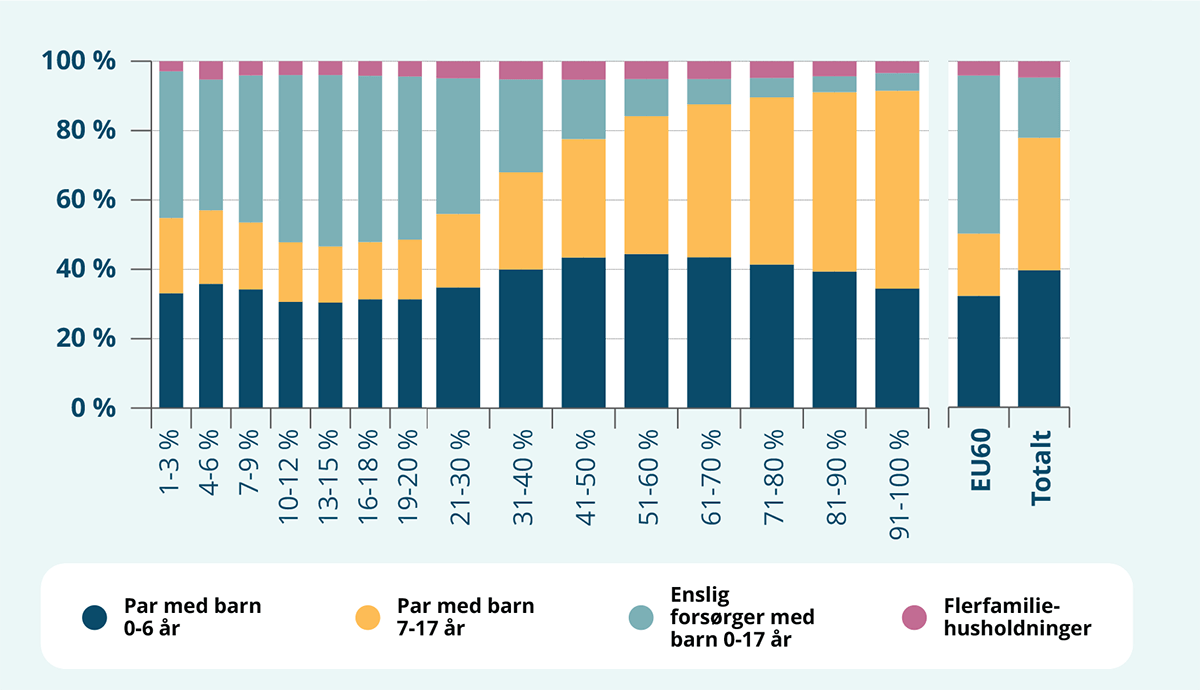 100 %
80 %
60 %
40 %
20 %
0 %
1-3 %
4-6 %
7-9 %
10-12 %
13-15 %
16-18 %
19-20 %
21-30 %
31-40 %
41-50 %
51-60 %
61-70 %
71-80 %
81-90 %
91-100 %
EU60
Totalt
Par med barn
0-6 år
Par med barn
7-17 år
Enslig
forsørger med
barn 0-17 år
Flerfamilie-
husholdninger